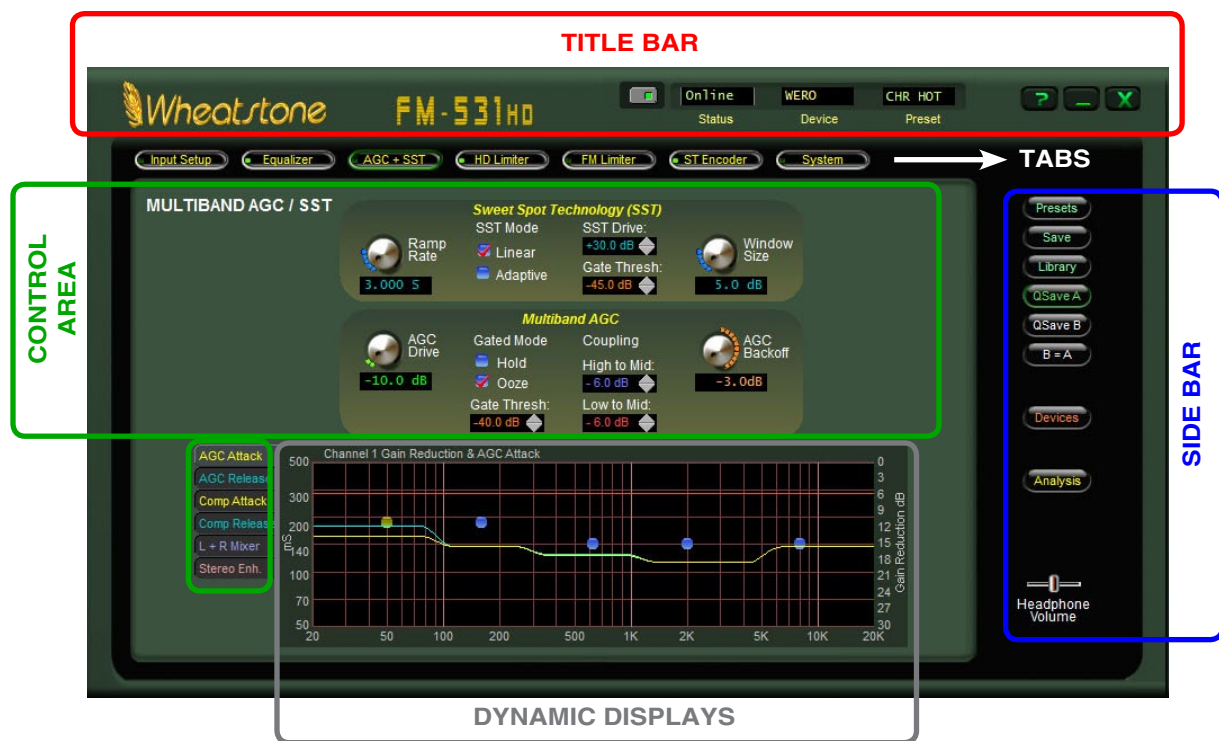 TITLE BAR
Wheatstone
FM-531HD
Online
WERO
CHR HOT
Status
Device
Preset
?
_
X
Input Setup
Equalizer
AGC + SST
HD Limiter
FM Limiter
ST Encoder
System
TABS
CONTROL
AREA
MULTIBAND AGC / SST
Sweet Spot Technology (SST)
Ramp
Rate
3.000 S
SST Mode
Linear
Adaptive
SST Drive:
+30.0 dB
Gate Thresh:
-45.0 dB
Window
Size
5.0 dB
Multiband AGC
AGC
Drive
-10.0 dB
Gated Mode
Hold
Ooze
Gate Thresh:
-40.0 dB
Coupling
High to Mid:
- 6.0 dB
Low to Mid:
- 6.0 dB
AGC
Backoff
-3.0dB
SIDE BAR
Presets
Save
Library
QSave A
QSave B
B = A
Devices
Analysis
Headphone
Volume
AGC Attack
AGC Release
Comp Attack
Comp Release
L + R Mixer
Stereo Enh.
Channel 1 Gain Reduction & AGC Attack
500
300
200
140
100
70
50
mS
0
3
6
9
12
15
18
21
24
27
30
Gain Reduction dB
20 50 100 200 500 1K 2K 5K 10K 20K
DYNAMIC DISPLAYS